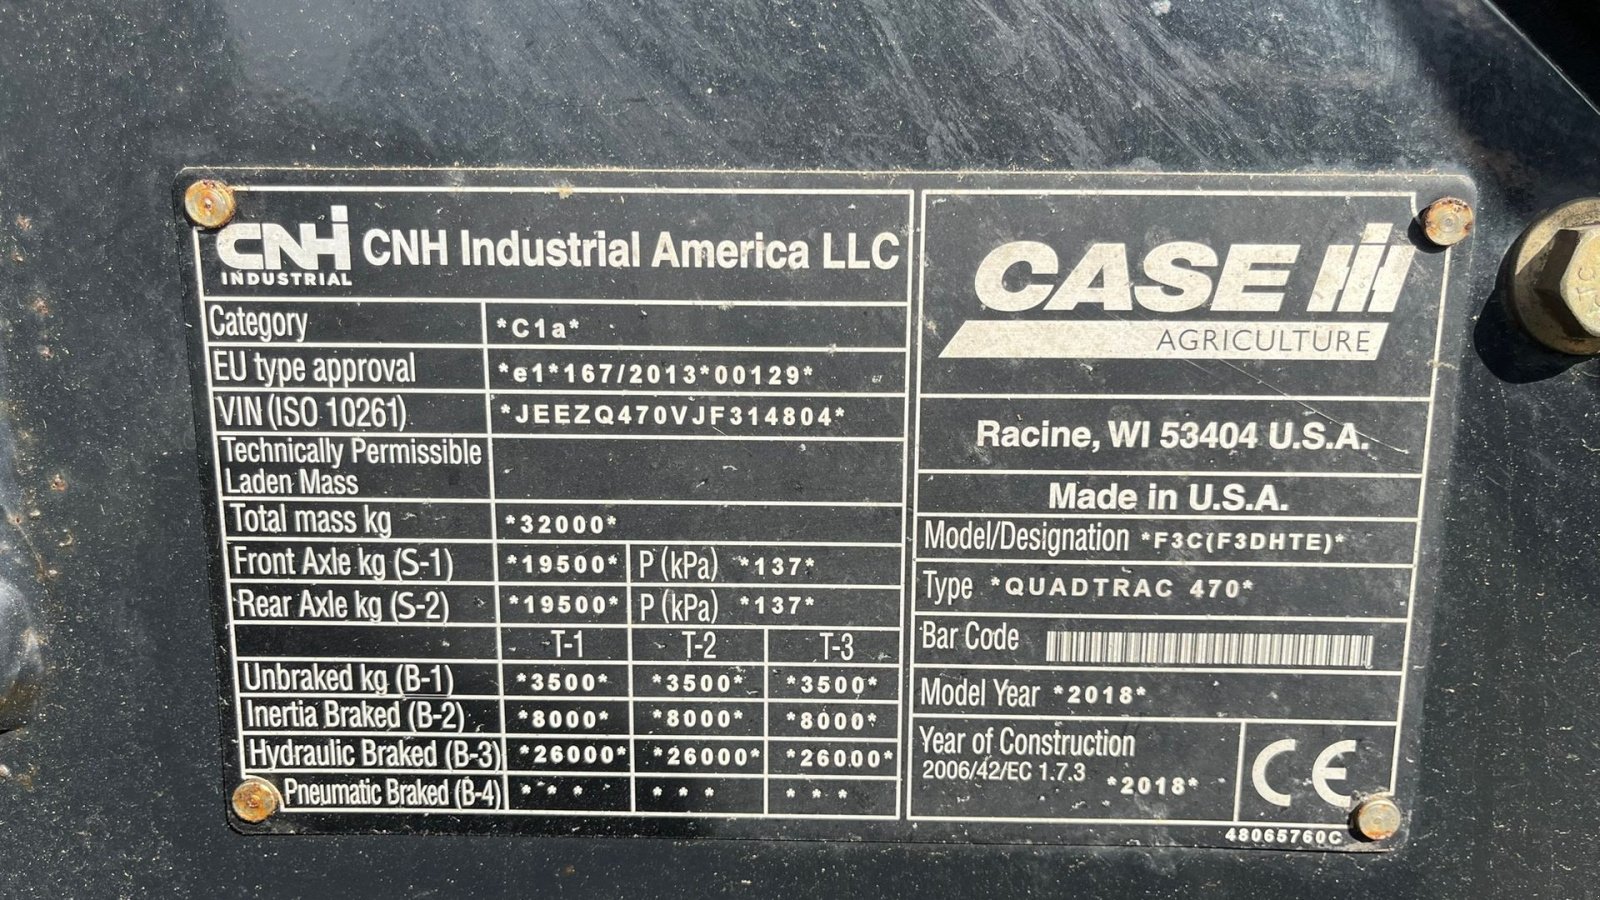 CNH INDUSTRIAL CNH Industrial America LLC
Category *C1a*
EU type approval *e1*167/2013*00129*
VIN (ISO 10261) *JEEZQ470VJF314804*
Technically Permissible
Laden Mass
Total mass kg *32000*
Front Axle kg (S-1) *19500* P (kPa) *137*
Rear Axle kg (S-2) *19500* P (kPa) *137*
T-1 T-2 T-3
Unbraked kg (B-1) *3500* *3500* *3500*
Inertia Braked (B-2) *8000* *8000* *8000*
Hydraulic Braked (B-3) *26000* *26000* *26000*
Pneumatic Braked (B-4) * * * * * * * * *
CASE IH
AGRICULTURE
Racine, WI 53404 U.S.A.
Made in U.S.A.
Model/Designation *F3C(F3DHTE)*
Type *QUADTRAC 470*
Bar Code
Model Year *2018*
Year of Construction
2006/42/EC 1.7.3 *2018*
CE
48065760C